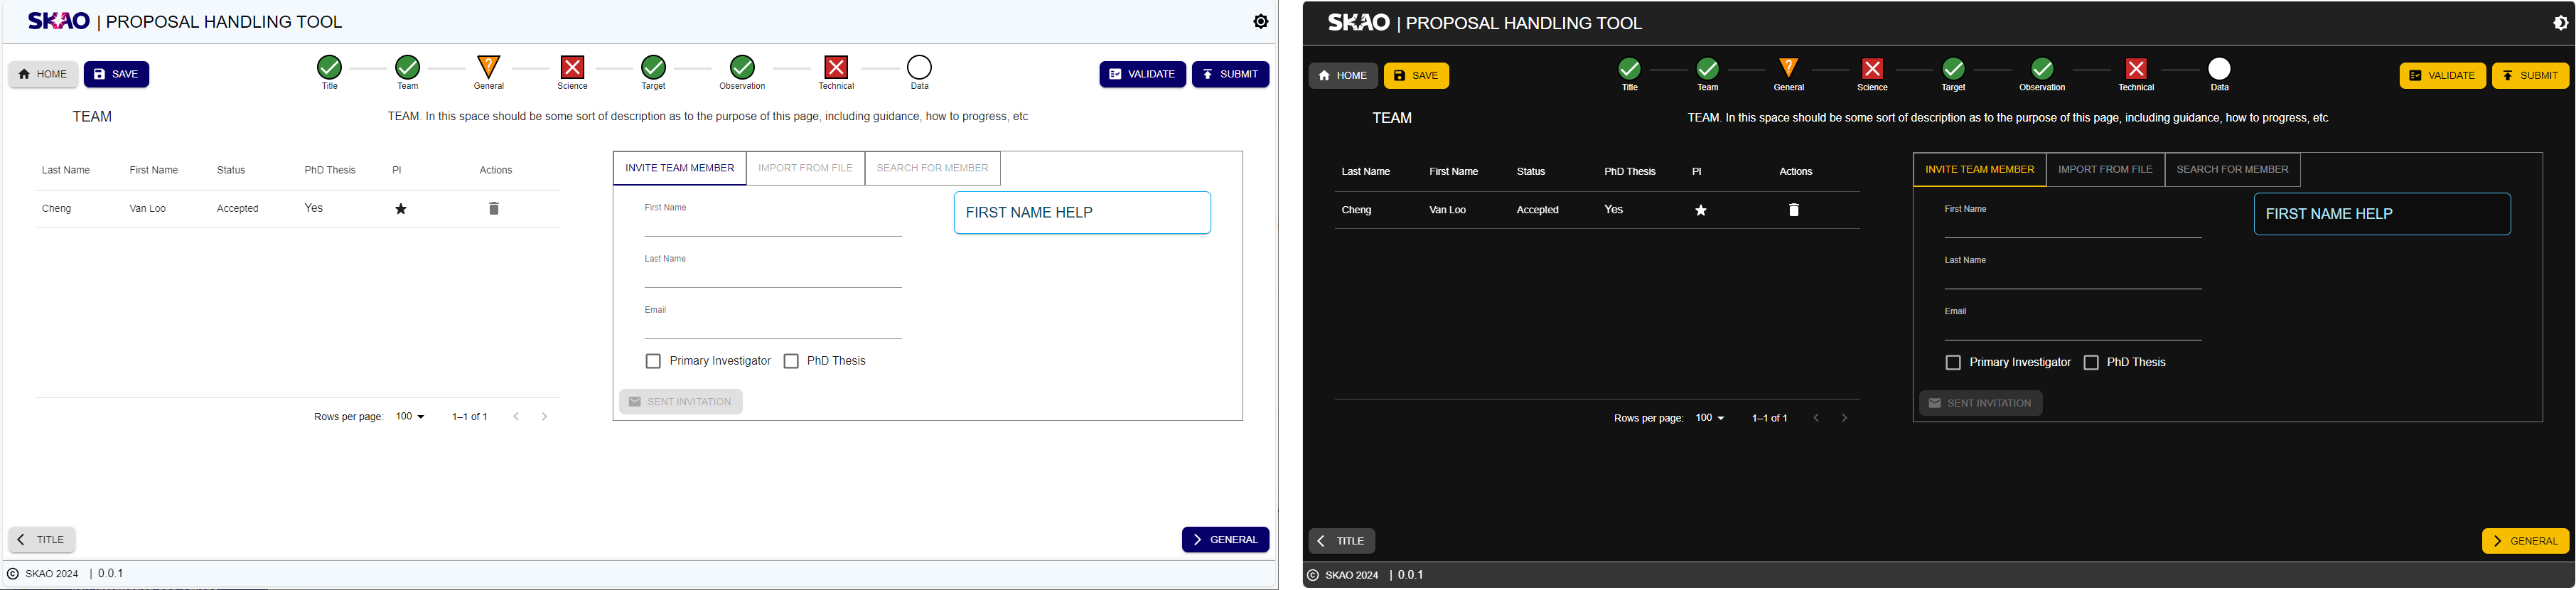 SKAO | PROPOSAL HANDLING TOOL
HOME SAVE
?
Title Team General Science Target Observation Technical Data
VALIDATE SUBMIT
TEAM
TEAM. In this space should be some sort of description as to the purpose of this page, including guidance, how to progress, etc
Last Name First Name Status PhD Thesis PI Actions
Cheng Van Loo Accepted Yes
Rows per page: 100 1–1 of 1
INVITE TEAM MEMBER IMPORT FROM FILE SEARCH FOR MEMBER
First Name
FIRST NAME HELP
Last Name
Email
Primary Investigator PhD Thesis
SENT INVITATION
TITLE GENERAL
© SKAO 2024 | 0.0.1
SKAO | PROPOSAL HANDLING TOOL
HOME SAVE
?
Title Team General Science Target Observation Technical Data
VALIDATE SUBMIT
TEAM
TEAM. In this space should be some sort of description as to the purpose of this page, including guidance, how to progress, etc
Last Name First Name Status PhD Thesis PI Actions
Cheng Van Loo Accepted Yes
Rows per page: 100 1–1 of 1
INVITE TEAM MEMBER IMPORT FROM FILE SEARCH FOR MEMBER
First Name
FIRST NAME HELP
Last Name
Email
Primary Investigator PhD Thesis
SENT INVITATION
TITLE GENERAL
© SKAO 2024 | 0.0.1